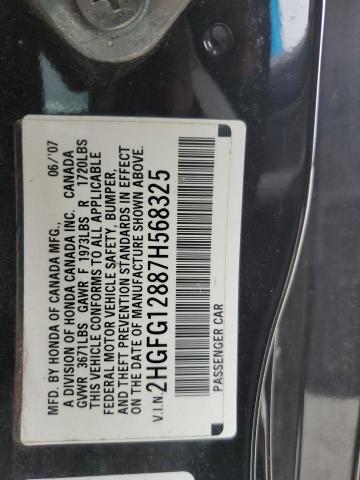 MFD. BY HONDA OF CANADA MFG., 06/'07
A DIVISION OF HONDA CANADA INC. CANADA
GVWR 3671LBS GAWR F 1973LBS R 1720LBS
THIS VEHICLE CONFORMS TO ALL APPLICABLE
FEDERAL MOTOR VEHICLE SAFETY, BUMPER,
AND THEFT PREVENTION STANDARDS IN EFFECT
ON THE DATE OF MANUFACTURE SHOWN ABOVE.
V.I.N. 2HGFG12887H568325
PASSENGER CAR